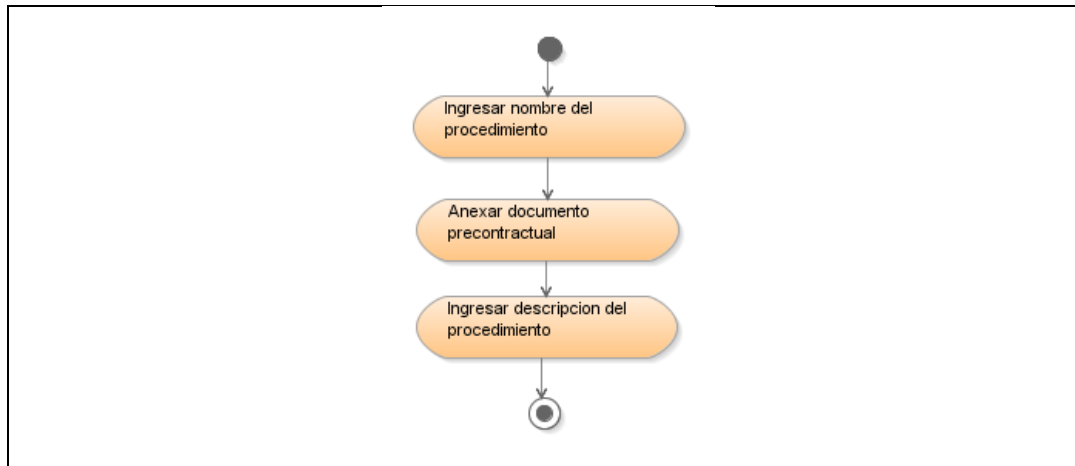 Ingresar nombre del
procedimiento
Anexar documento
precontractual
Ingresar descripcion del
procedimiento